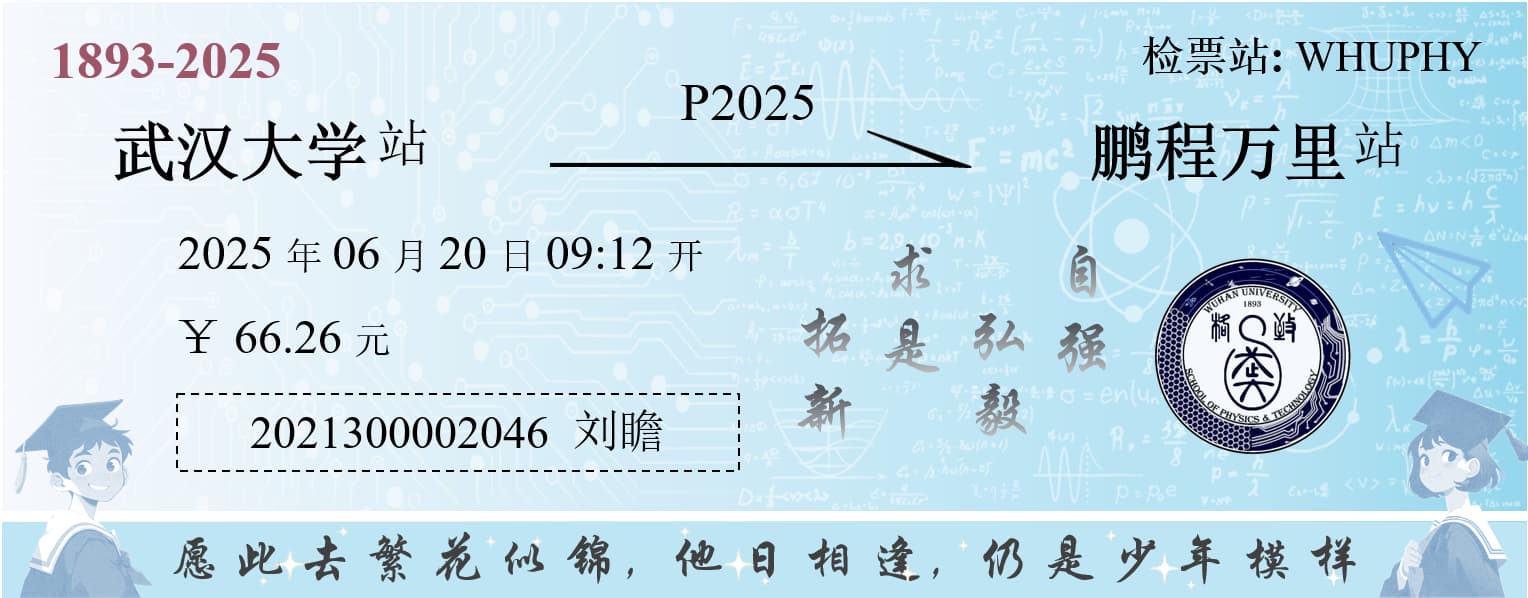 1893-2025
检票站: WHUPHY
武汉大学站
P2025
鹏程万里站
2025 年 06 月 20 日 09:12 开
¥ 66.26 元
2021300002046 刘瞻
自强
弘毅
求是
拓新
WUHAN UNIVERSITY
1893
SCHOOL OF PHYSICS & TECHNOLOGY
愿此去繁花似锦,他日相逢,仍是少年模样